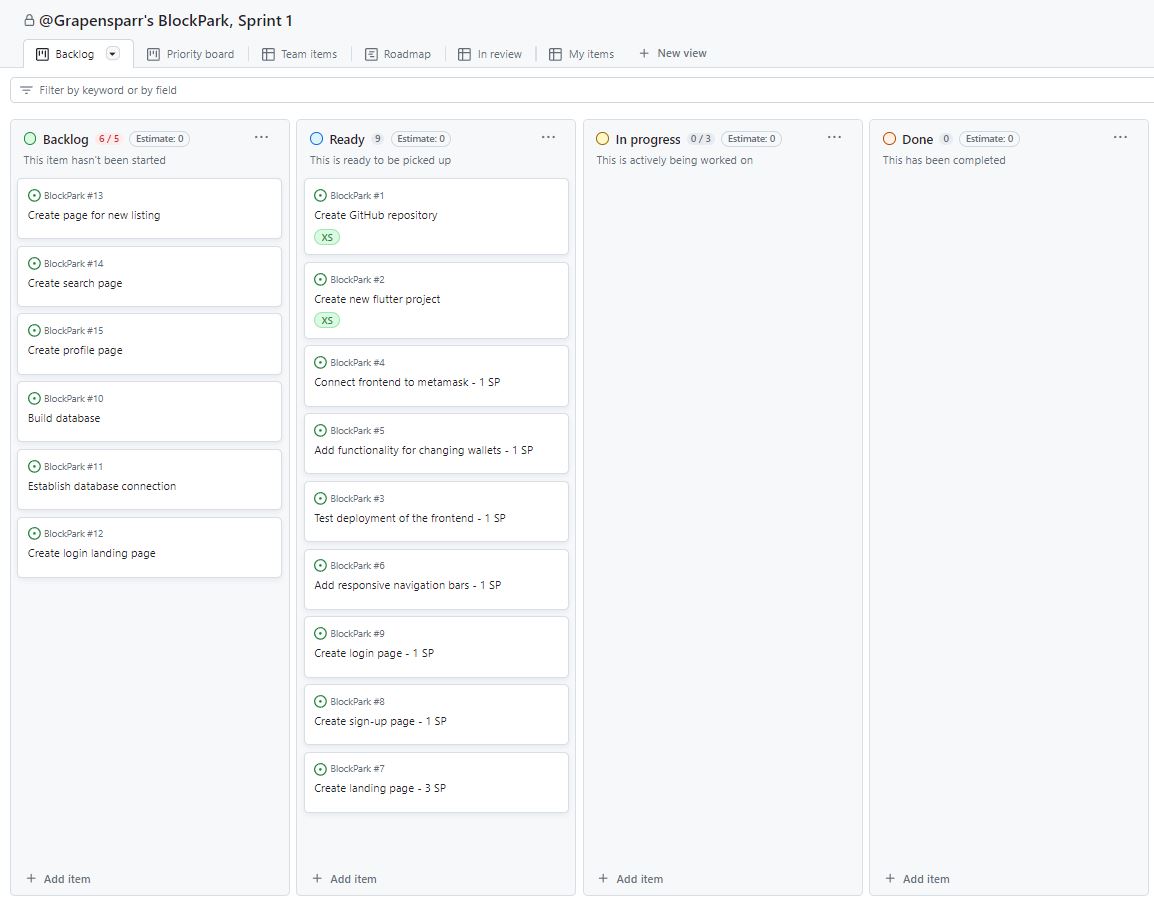 @Grapensparr's BlockPark, Sprint 1
Backlog
Priority board
Team items
Roadmap
In review
My items
New view
Filter by keyword or by field
Backlog 6 / 5 Estimate: 0
This item hasn't been started
BlockPark #13
Create page for new listing
BlockPark #14
Create search page
BlockPark #15
Create profile page
BlockPark #10
Build database
BlockPark #11
Establish database connection
BlockPark #12
Create login landing page
Add item
Ready 9 Estimate: 0
This is ready to be picked up
BlockPark #1
Create GitHub repository
XS
BlockPark #2
Create new flutter project
XS
BlockPark #4
Connect frontend to metamask - 1 SP
BlockPark #5
Add functionality for changing wallets - 1 SP
BlockPark #3
Test deployment of the frontend - 1 SP
BlockPark #6
Add responsive navigation bars - 1 SP
BlockPark #9
Create login page - 1 SP
BlockPark #8
Create sign-up page - 1 SP
BlockPark #7
Create landing page - 3 SP
Add item
In progress 0 / 3 Estimate: 0
This is actively being worked on
Add item
Done 0 Estimate: 0
This has been completed
Add item